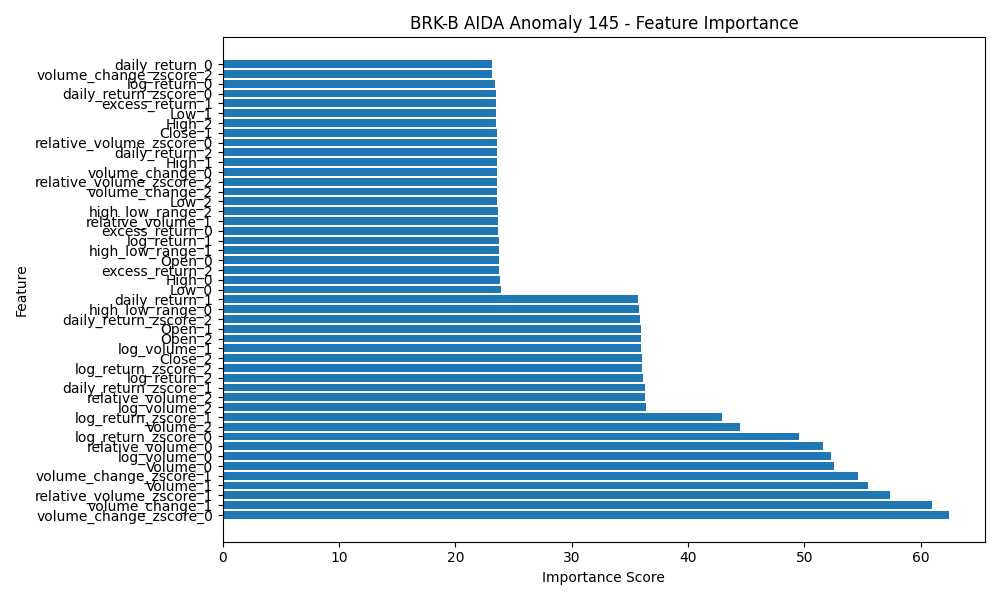 BRK-B AIDA Anomaly 145 - Feature Importance
daily_return_0
volume_change_zscore_2
log_return_0
daily_return_zscore_0
excess_return_1
Low_1
High_2
Close_1
relative_volume_zscore_0
daily_return_2
High_1
volume_change_0
relative_volume_zscore_2
volume_change_2
Low_2
high_low_range_2
relative_volume_1
excess_return_0
log_return_1
high_low_range_1
Open_0
excess_return_2
High_0
Low_0
daily_return_1
high_low_range_0
daily_return_zscore_2
Open_1
Open_2
log_volume_1
Close_2
log_return_zscore_2
log_return_2
daily_return_zscore_1
relative_volume_2
log_volume_2
log_return_zscore_1
Volume_2
log_return_zscore_0
relative_volume_0
log_volume_0
Volume_0
volume_change_zscore_1
Volume_1
relative_volume_zscore_1
volume_change_1
volume_change_zscore_0
Feature
0 10 20 30 40 50 60
Importance Score